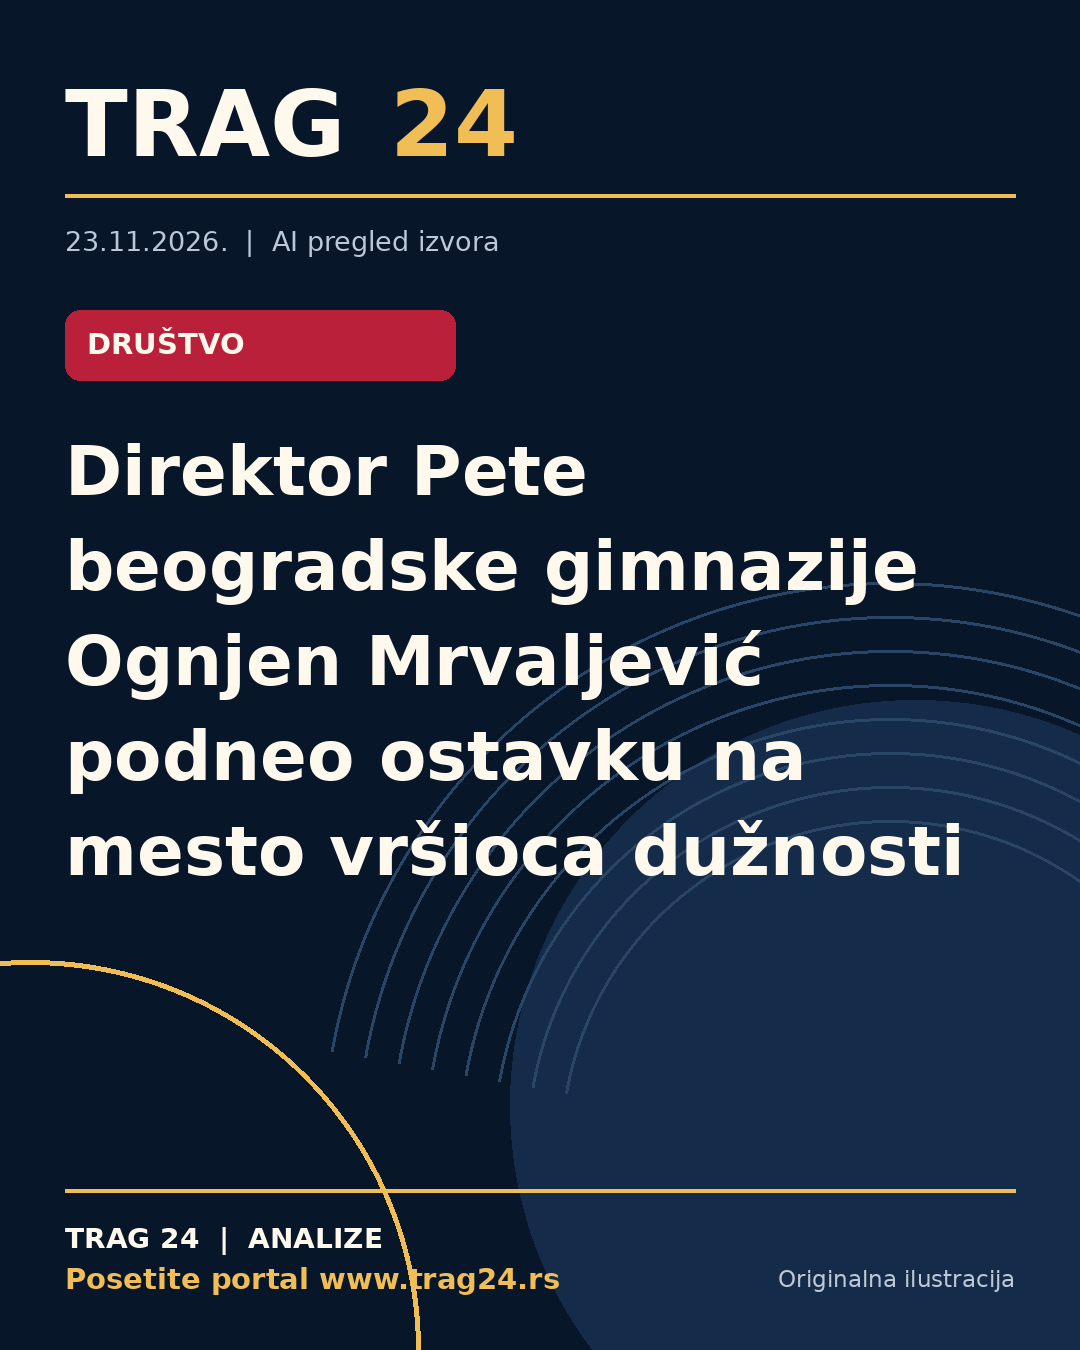 TRAG 24
23.11.2026. | AI pregled izvora
DRUŠTVO
Direktor Pete
beogradske gimnazije
Ognjen Mrvaljević
podneo ostavku na
mesto vršioca dužnosti
TRAG 24 | ANALIZE
Posetite portal www.trag24.rs
Originalna ilustracija